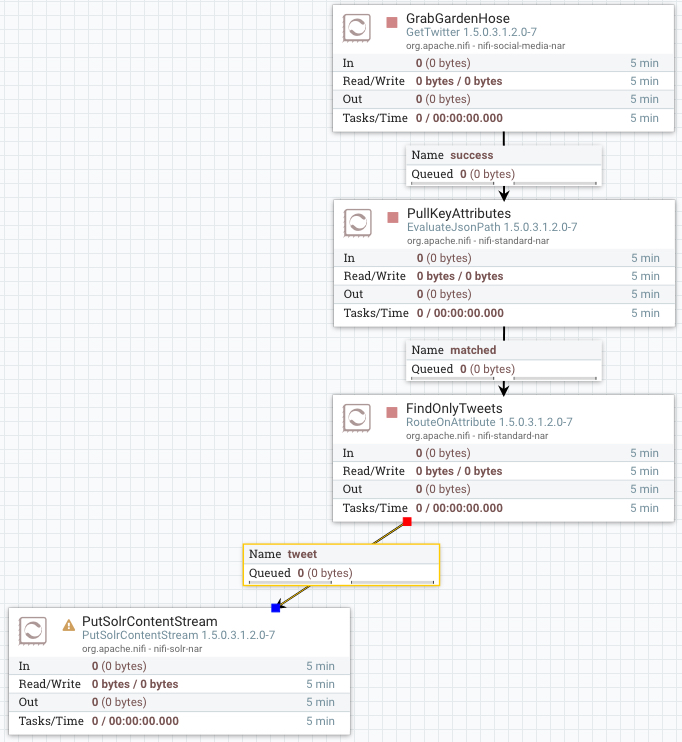 GrabGardenHose
GetTwitter 1.5.0.3.1.2.0-7
org.apache.nifi - nifi-social-media-nar
In 0 (0 bytes) 5 min
Read/Write 0 bytes / 0 bytes 5 min
Out 0 (0 bytes) 5 min
Tasks/Time 0 / 00:00:00.000 5 min
Name success
Queued 0 (0 bytes)
PullKeyAttributes
EvaluateJsonPath 1.5.0.3.1.2.0-7
org.apache.nifi - nifi-standard-nar
In 0 (0 bytes) 5 min
Read/Write 0 bytes / 0 bytes 5 min
Out 0 (0 bytes) 5 min
Tasks/Time 0 / 00:00:00.000 5 min
Name matched
Queued 0 (0 bytes)
FindOnlyTweets
RouteOnAttribute 1.5.0.3.1.2.0-7
org.apache.nifi - nifi-standard-nar
In 0 (0 bytes) 5 min
Read/Write 0 bytes / 0 bytes 5 min
Out 0 (0 bytes) 5 min
Tasks/Time 0 / 00:00:00.000 5 min
Name tweet
Queued 0 (0 bytes)
PutSolrContentStream
PutSolrContentStream 1.5.0.3.1.2.0-7
org.apache.nifi - nifi-solr-nar
In 0 (0 bytes) 5 min
Read/Write 0 bytes / 0 bytes 5 min
Out 0 (0 bytes) 5 min
Tasks/Time 0 / 00:00:00.000 5 min